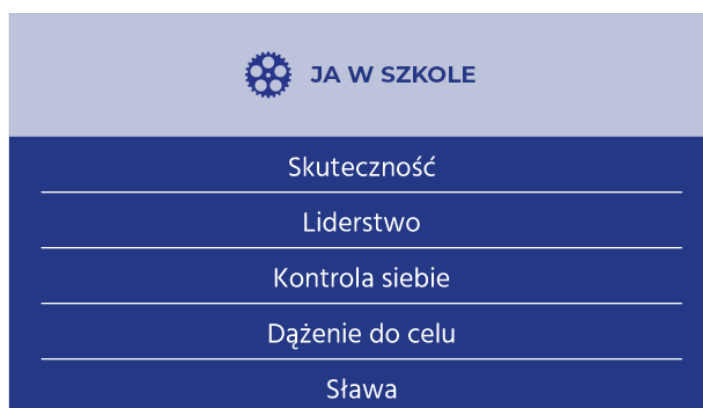 JA W SZKOLE
Skuteczność
Liderstwo
Kontrola siebie
Dążenie do celu
Sława